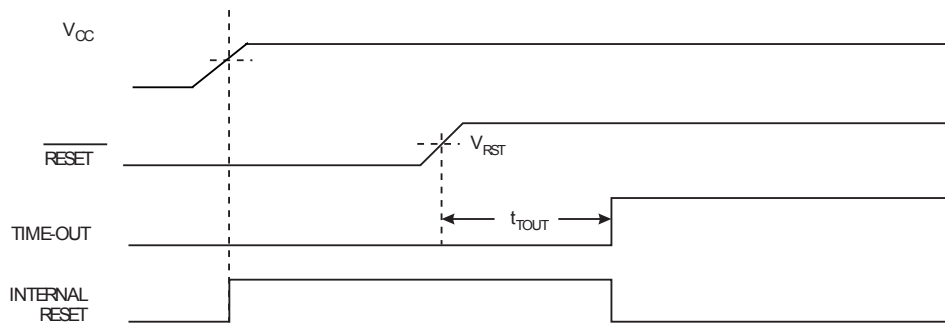 VCC
RESET
VRST
tTOUT
TIME-OUT
INTERNAL
RESET